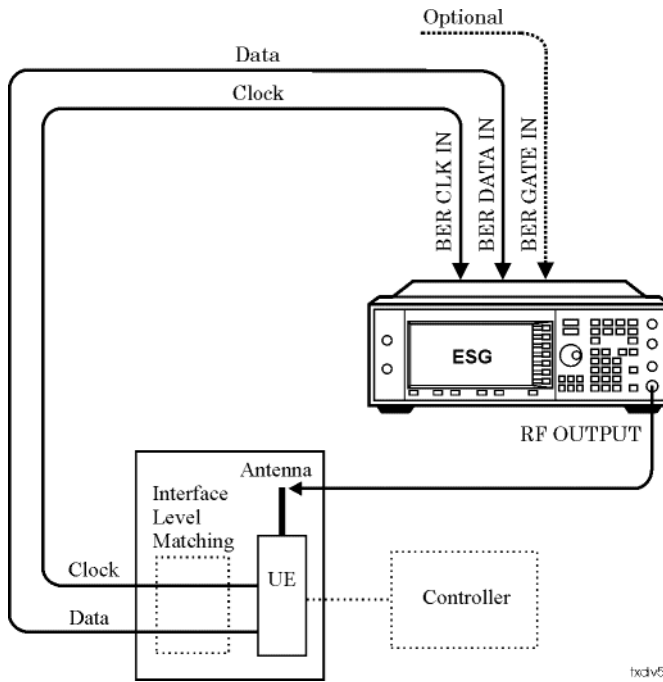 Optional
Data
Clock
BER CLK IN
BER DATA IN
BER GATE IN
ESG
RF OUTPUT
Antenna
Interface
Level
Matching
Clock
UE
Controller
Data
txdiv5